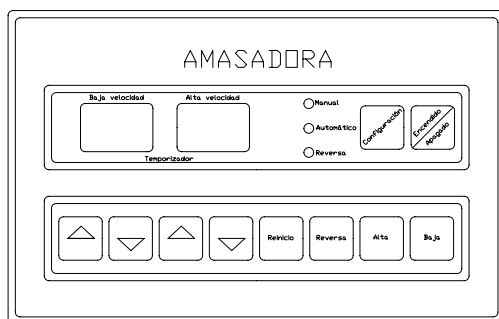 AMASADORA
Baja velocidad Alta velocidad
Manual
Automático
Reversa
Configuración
Encendido
Apagado
Temporizador
Reinicio Reversa Alta Baja